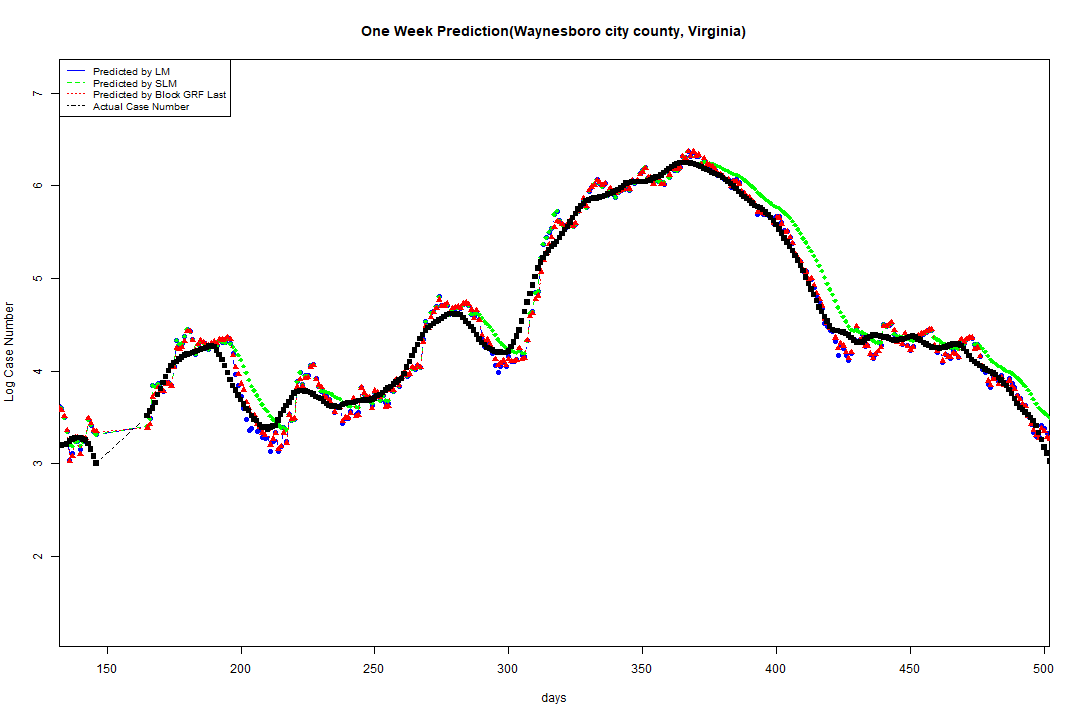 One Week Prediction(Waynesboro city county, Virginia)
Predicted by LM
Predicted by SLM
Predicted by Block GRF Last
Actual Case Number
7
6
5
4
3
2
Log Case Number
150 200 250 300 350 400 450 500
days